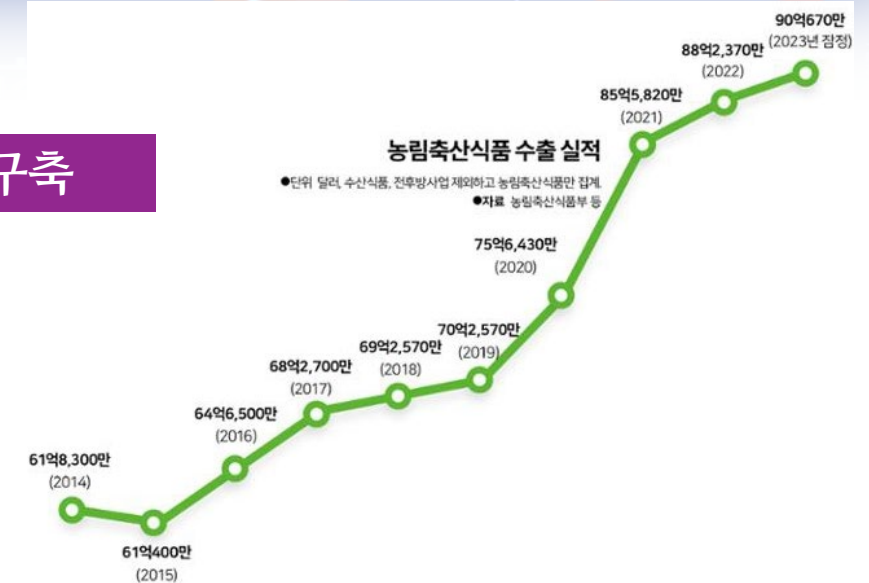 구축
농림축산식품 수출 실적
●단위 달러, 수산식품, 전후방사업 제외하고 농림축산식품만 집계.
●자료 농림축산식품부 등
61억8,300만
(2014)
61억400만
(2015)
64억6,500만
(2016)
68억2,700만
(2017)
69억2,570만
(2018)
70억2,570만
(2019)
75억6,430만
(2020)
85억5,820만
(2021)
88억2,370만
(2022)
90억670만
(2023년 잠정)